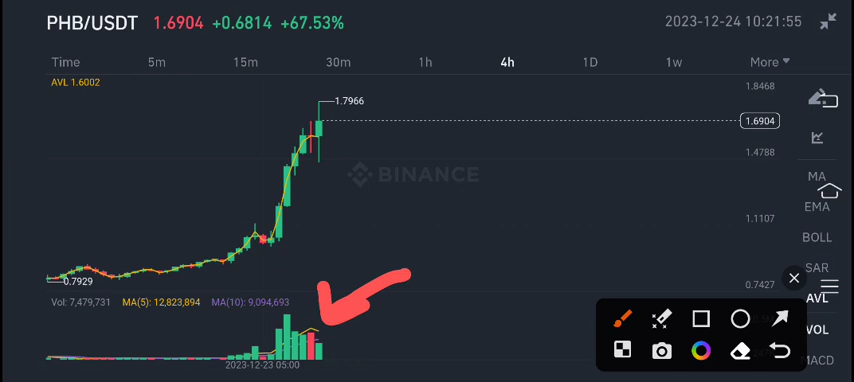 PHB/USDT 1.6904 +0.6814 +67.53% 2023-12-24 10:21:55
Time 5m 15m 30m 1h 4h 1D 1w More
AVL 1.6002
1.8468
1.7966
1.6904
1.4788
BINANCE
MA
EMA
1.1107
BOLL
SAR
0.7929
0.7427
AVL
Vol: 7,479,731 MA(5): 12,823,894 MA(10): 9,094,693
VOL
MACD
2023-12-23 05:00